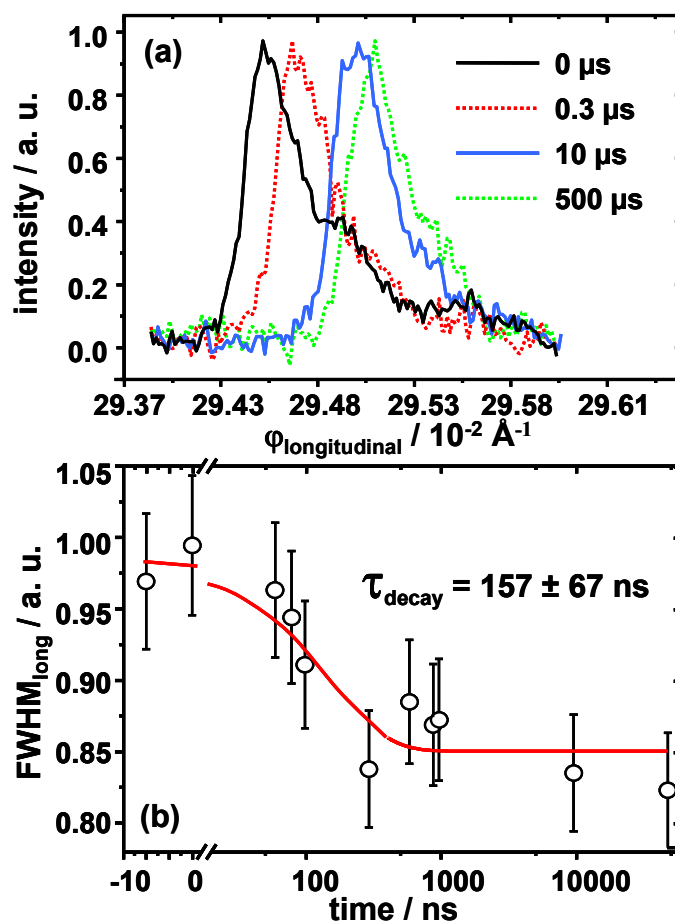 (a)
0 µs
0.3 µs
10 µs
500 µs
intensity / a. u.
1.0
0.8
0.6
0.4
0.2
0.0
29.37 29.43 29.48 29.53 29.58 29.61
φlongitudinal / 10-2 Å-1
(b)
τdecay = 157 ± 67 ns
FWHMlong / a. u.
1.05
1.00
0.95
0.90
0.85
0.80
-10 0 100 1000 10000
time / ns